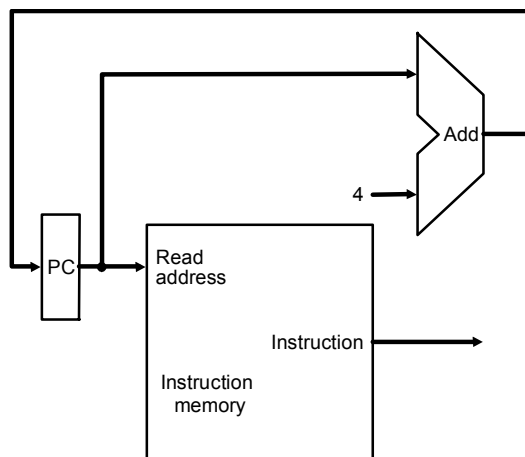 Add
4
PC
Read
address
Instruction
Instruction
memory